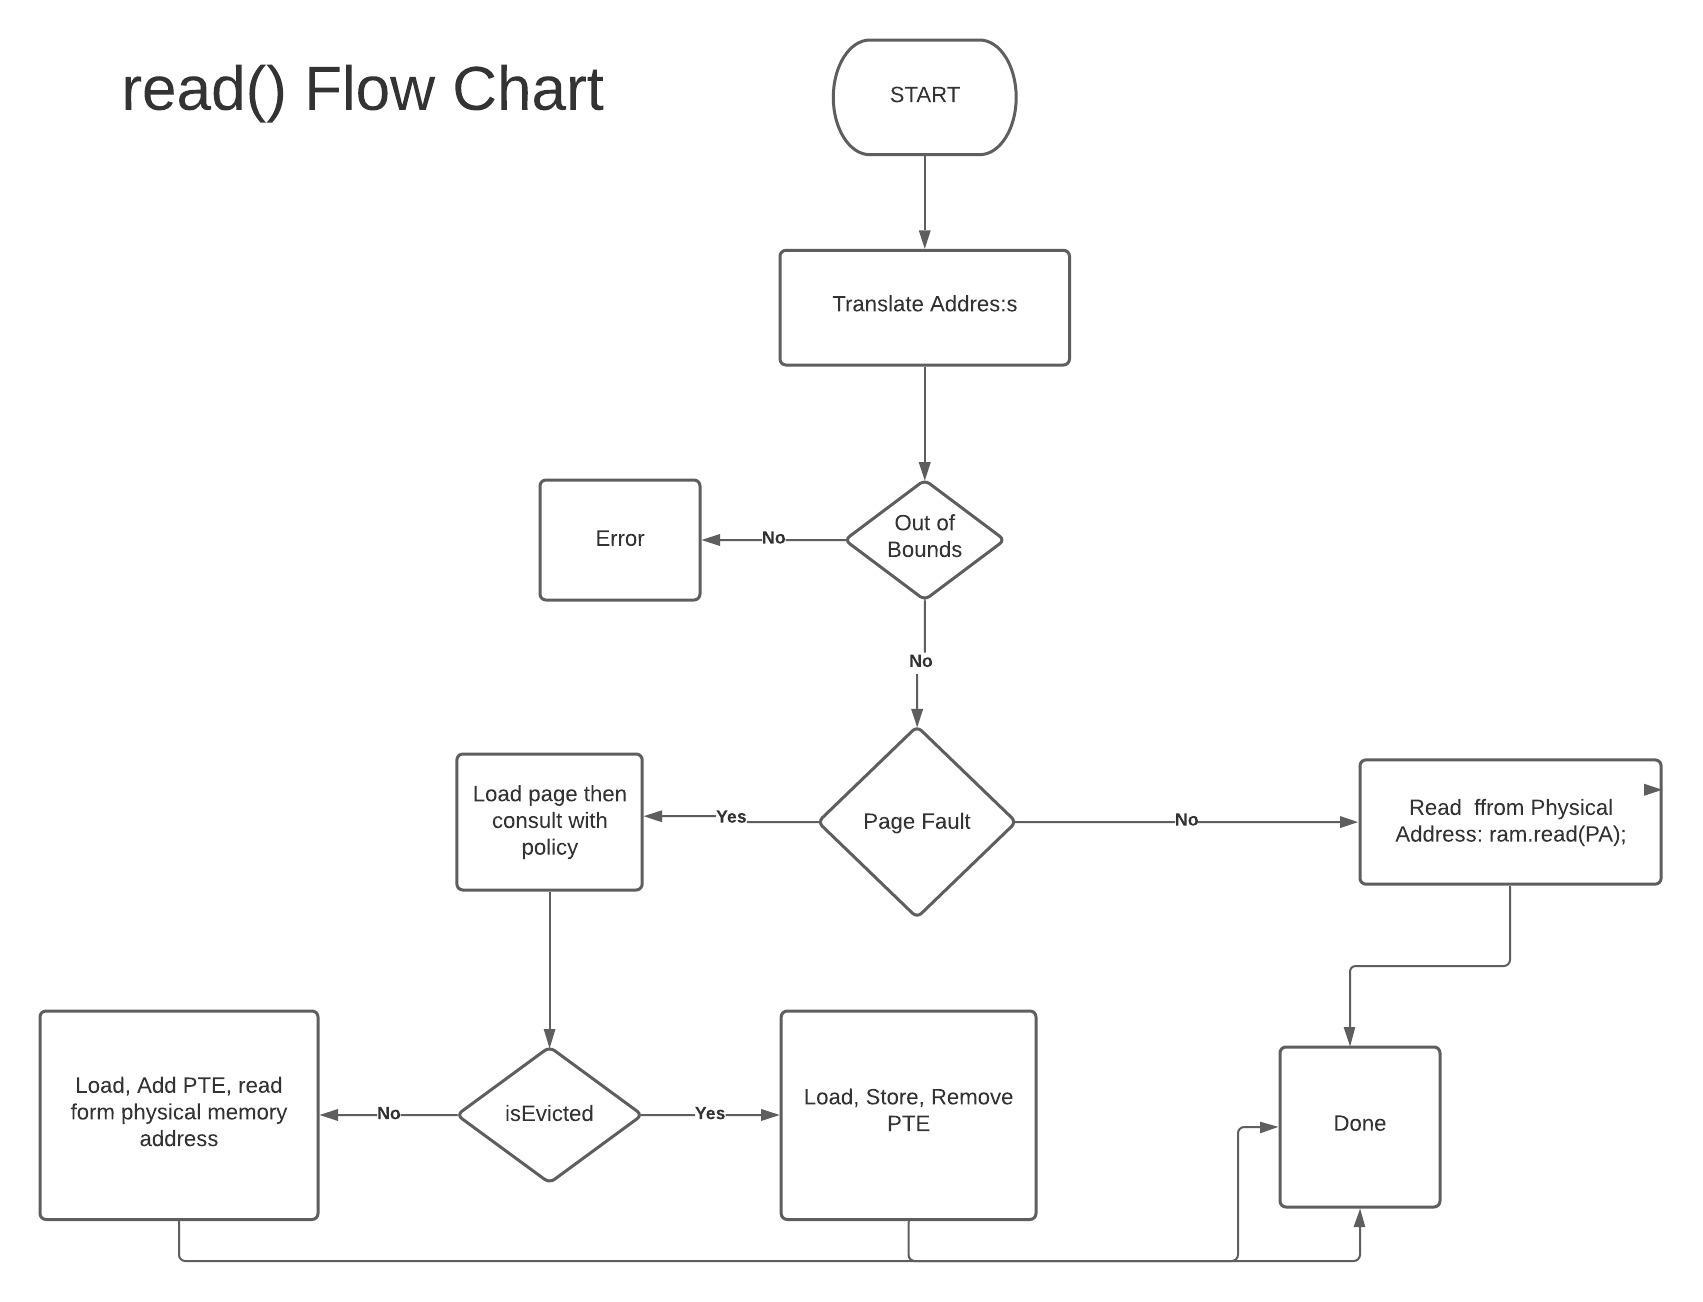 read() Flow Chart
START
Translate Addres:s
Out of
Bounds
No
Error
No
Page Fault
Yes
Load page then
consult with
policy
No
Read  ffrom Physical
Address: ram.read(PA);
isEvicted
No
Load, Add PTE, read
form physical memory
address
Yes
Load, Store, Remove
PTE
Done